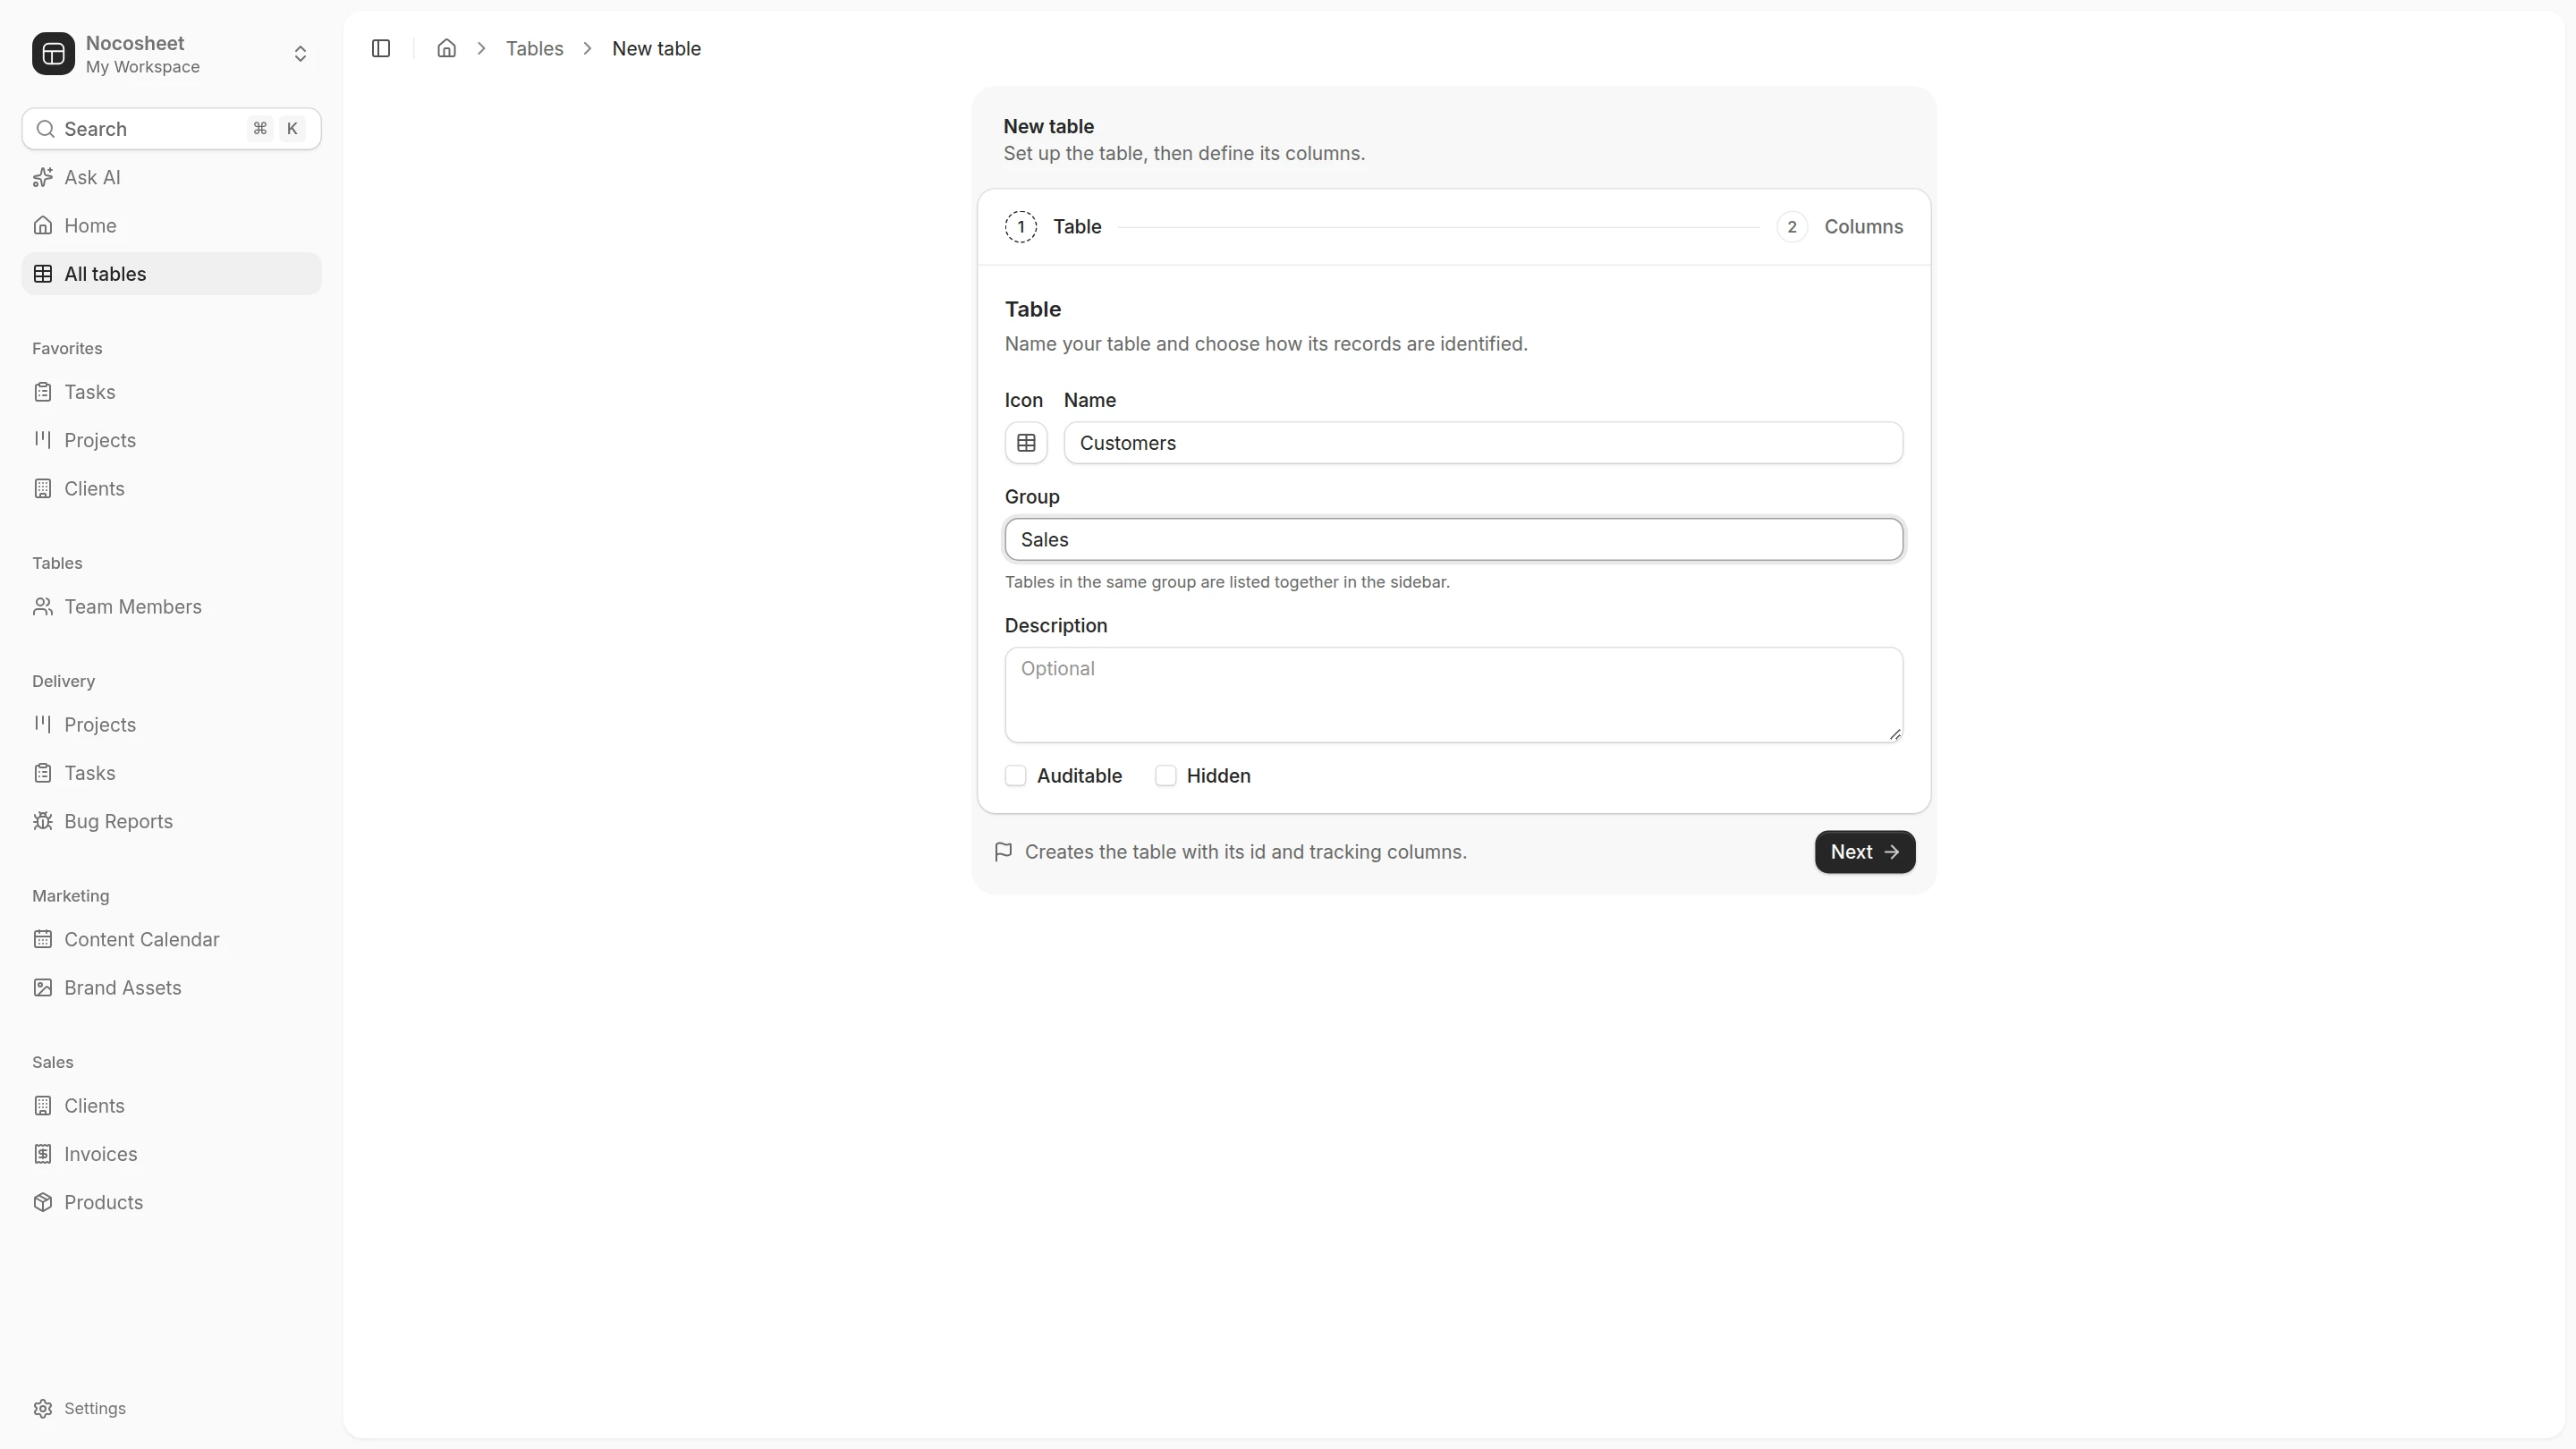 Nocosheet
My Workspace
Search ⌘ K
Ask AI
Home
All tables
Favorites
Tasks
Projects
Clients
Tables
Team Members
Delivery
Projects
Tasks
Bug Reports
Marketing
Content Calendar
Brand Assets
Sales
Clients
Invoices
Products
Settings
Tables New table
New table
Set up the table, then define its columns.
1 Table 2 Columns
Table
Name your table and choose how its records are identified.
Icon Name
Customers
Group
Sales
Tables in the same group are listed together in the sidebar.
Description
Optional
Auditable Hidden
Creates the table with its id and tracking columns. Next